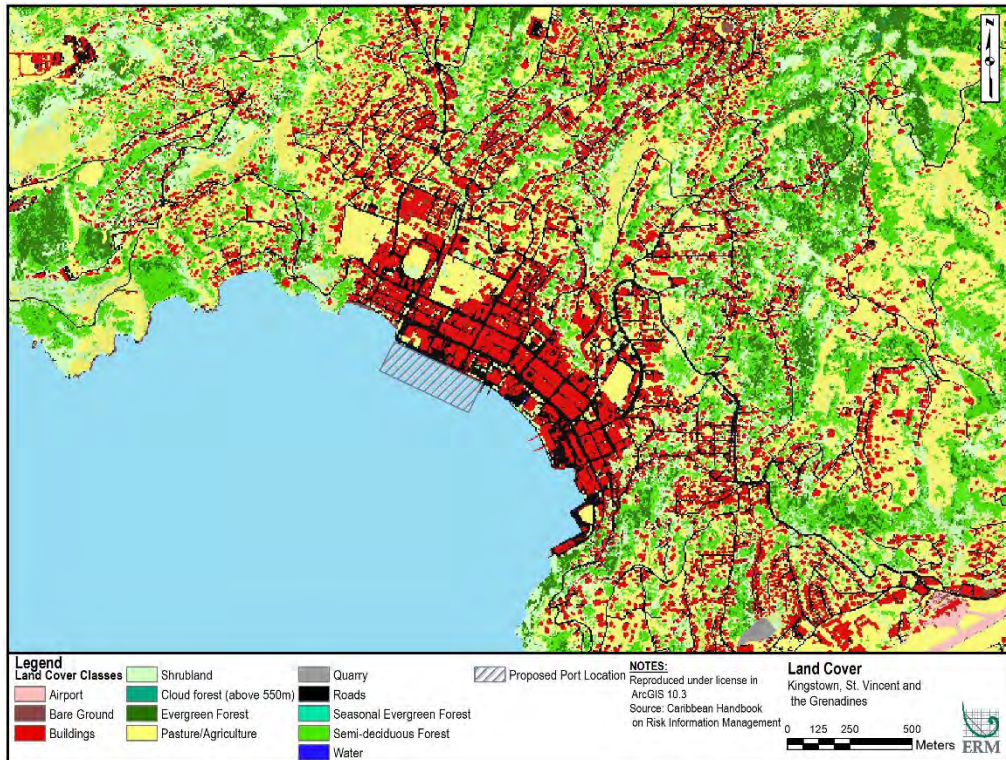 N
Legend
Land Cover Classes
Airport
Bare Ground
Buildings
Shrubland
Cloud forest (above 550m)
Evergreen Forest
Pasture/Agriculture
Quarry
Roads
Seasonal Evergreen Forest
Semi-deciduous Forest
Water
Proposed Port Location
NOTES:
Reproduced under license in
ArcGIS 10.3
Source: Caribbean Handbook
on Risk Information Management
Land Cover
Kingstown, St. Vincent and
the Grenadines
0 125 250 500
Meters
ERM